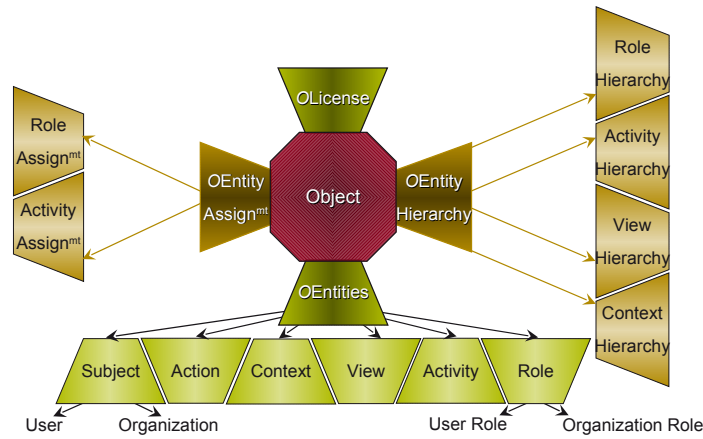 OLicense
Role
Hierarchy
Role
Assignmt
Activity
Hierarchy
OEntity
Assignmt
Object
OEntity
Hierarchy
Activity
Assignmt
View
Hierarchy
OEntities
Context
Hierarchy
Subject
Action
Context
View
Activity
Role
User
Organization
User Role
Organization Role